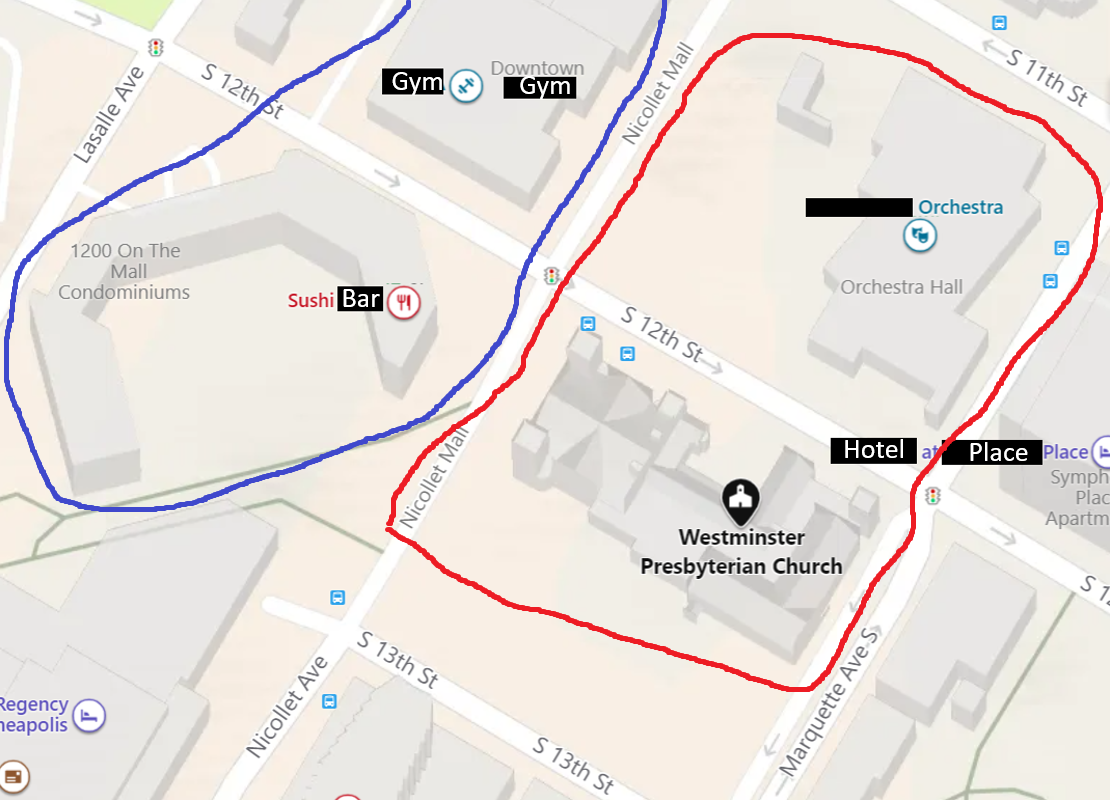 S 11th St
Nicollet Mall
Downtown
Gym
Gym
S 12th St
Lasalle Ave
Orchestra
Orchestra Hall
1200 On The
Mall
Condominiums
Sushi Bar
S 12th St
Hotel at Place Place
Symph
Plac
Apartm
Nicollet Mall
Westminster
Presbyterian Church
S 12
S 13th St
Marquette Ave S
Nicollet Ave
Regency
neapolis
S 13th St